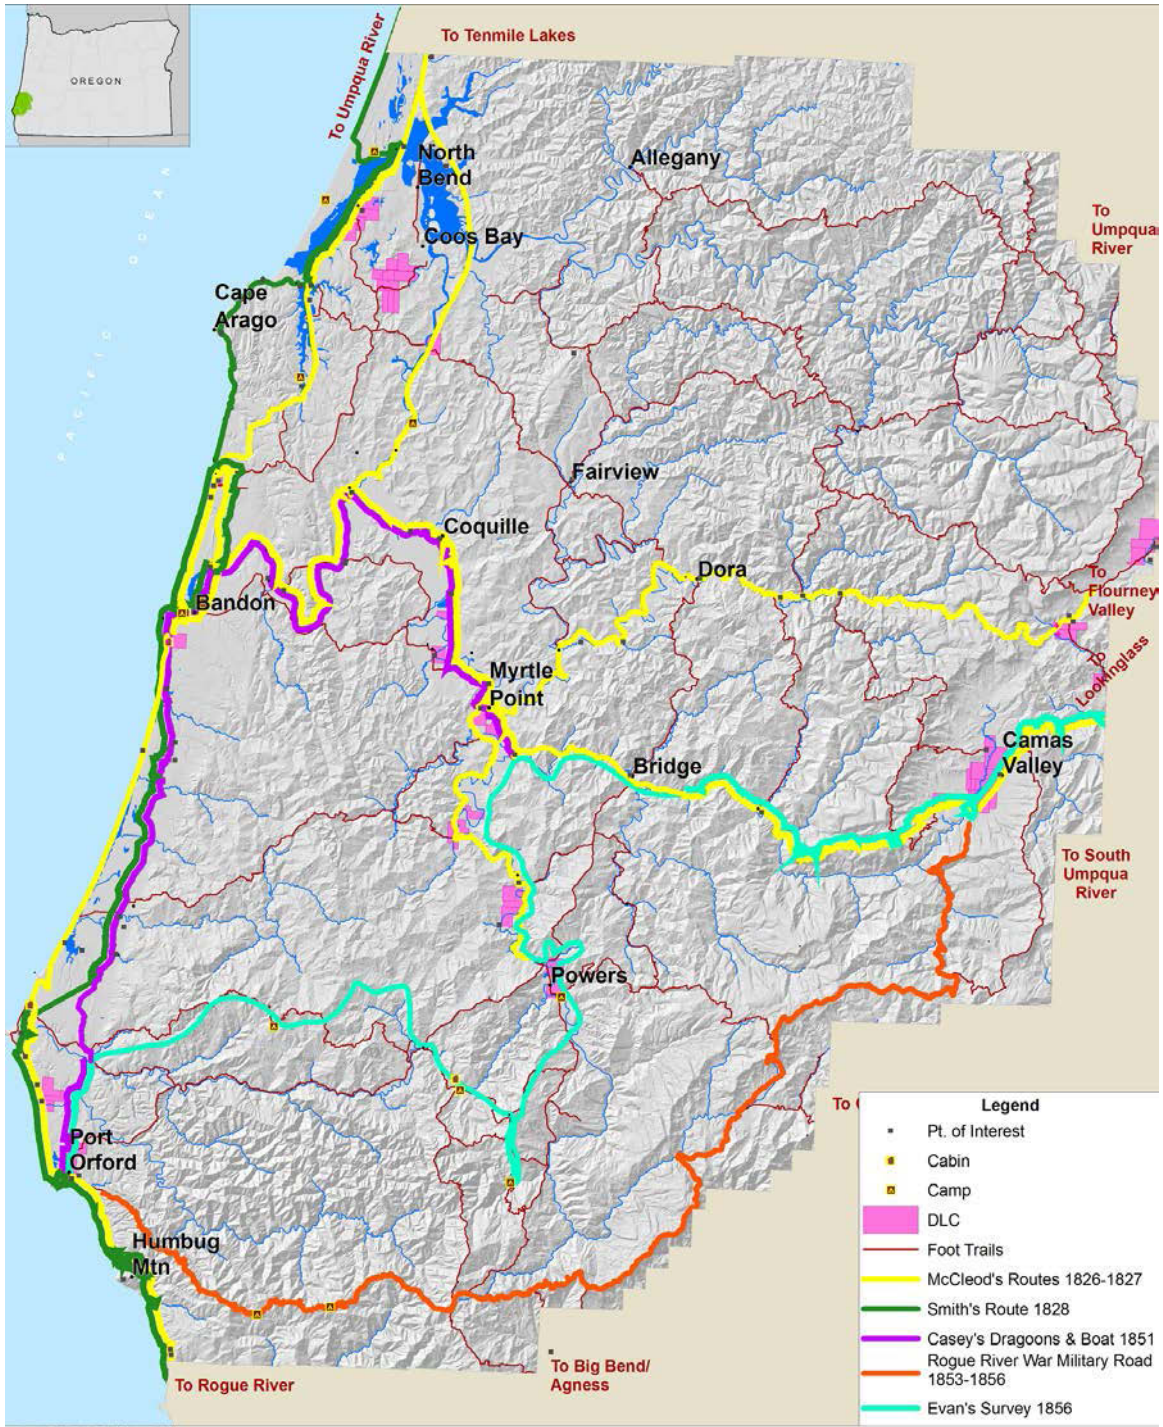 OREGON
To Umpqua River
To Tenmile Lakes
PACIFIC OCEAN
North
Bend
Allegany
To
Umpqua
River
Coos Bay
Cape
Arago
Fairview
Coquille
Dora
To
Flourney
Valley
Bandon
To
Lookinglass
Myrtle
Point
Camas
Valley
Bridge
To South
Umpqua
River
Powers
Port
Orford
Humbug
Mtn
To Rogue River
To Big Bend/
Agness
Legend
Pt. of Interest
Cabin
Camp
DLC
Foot Trails
McCleod's Routes 1826-1827
Smith's Route 1828
Casey's Dragoons & Boat 1851
Rogue River War Military Road
1853-1856
Evan's Survey 1856